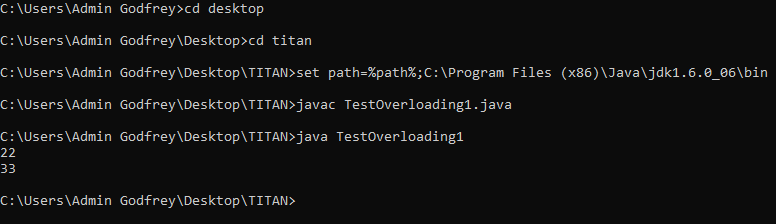 C:\Users\Admin Godfrey>cd desktop
C:\Users\Admin Godfrey\Desktop>cd titan
C:\Users\Admin Godfrey\Desktop\TITAN>set path=%path%;C:\Program Files (x86)\Java\jdk1.6.0_06\bin
C:\Users\Admin Godfrey\Desktop\TITAN>javac TestOverloading1.java
C:\Users\Admin Godfrey\Desktop\TITAN>java TestOverloading1
22
33
C:\Users\Admin Godfrey\Desktop\TITAN>